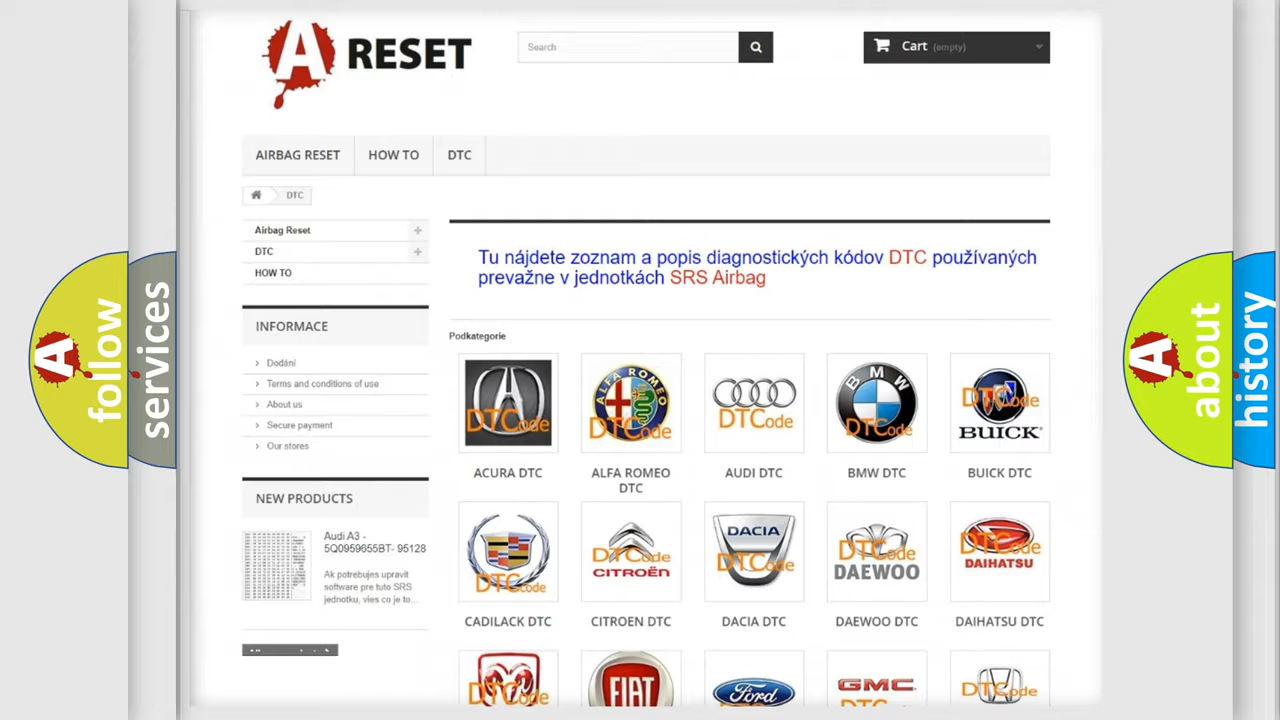 A RESET
Search
Cart (empty)
AIRBAG RESET
HOW TO
DTC
DTC
Airbag Reset
DTC
HOW TO
INFORMACE
Dodání
Terms and conditions of use
About us
Secure payment
Our stores
NEW PRODUCTS
Audi A3 -
5Q0959655BT- 95128
Ak potrebujes upravit
software pre tuto SRS
jednotku, vies co je to...
Tu nájdete zoznam a popis diagnostických kódov DTC používaných
prevažne v jednotkách SRS Airbag
Podkategorie
DTCode
ALFA ROMEO
DTCode
DTCode
BMW
DTCode
DTCode
BUICK
ACURA DTC
ALFA ROMEO
DTC
AUDI DTC
BMW DTC
BUICK DTC
DTCode
DTCode
CITROËN
DACIA
DTCode
DTCode
DAEWOO
DTCode
DAIHATSU
CADILACK DTC
CITROEN DTC
DACIA DTC
DAEWOO DTC
DAIHATSU DTC
DTCode
FIAT
Ford
GMC
DTCode
A follow
services
A about
history